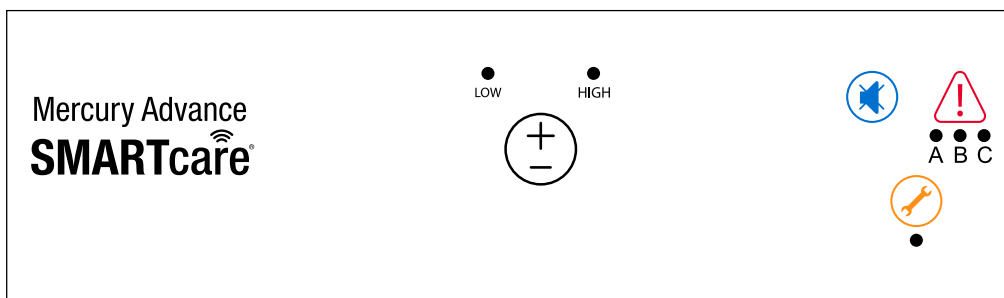 Mercury Advance
SMARTcare®
LOW HIGH
+
−
!
A B C